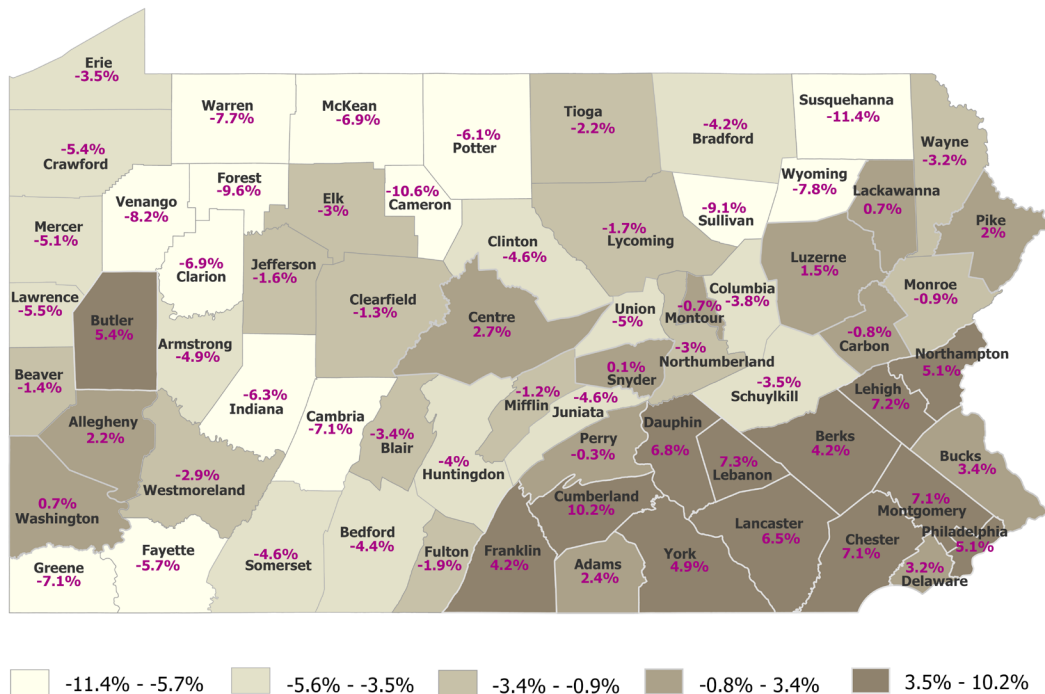 Erie
-3.5%
Warren
-7.7%
McKean
-6.9%
-6.1%
Potter
Tioga
-2.2%
-4.2%
Bradford
Susquehanna
-11.4%
Wayne
-3.2%
-5.4%
Crawford
Forest
-9.6%
Venango
-8.2%
Elk
-3%
-10.6%
Cameron
-9.1%
Sullivan
Wyoming
-7.8%
Lackawanna
0.7%
Pike
2%
Mercer
-5.1%
-6.9%
Clarion
Jefferson
-1.6%
Clinton
-4.6%
-1.7%
Lycoming
Luzerne
1.5%
Monroe
-0.9%
Lawrence
-5.5%
Butler
5.4%
Armstrong
-4.9%
Clearfield
-1.3%
Centre
2.7%
Union
-5%
-0.7%
Montour
Columbia
-3.8%
-0.8%
Carbon
Northampton
5.1%
Beaver
-1.4%
-6.3%
Indiana
Cambria
-7.1%
-1.2%
Mifflin
0.1%
Snyder
-3%
Northumberland
-4.6%
Juniata
-3.5%
Schuylkill
Lehigh
7.2%
Allegheny
2.2%
-3.4%
Blair
-4%
Huntingdon
Perry
-0.3%
Dauphin
6.8%
7.3%
Lebanon
Berks
4.2%
Bucks
3.4%
0.7%
Washington
-2.9%
Westmoreland
Cumberland
10.2%
Lancaster
6.5%
7.1%
Montgomery
Philadelphia
5.1%
Greene
-7.1%
Fayette
-5.7%
-4.6%
Somerset
Bedford
-4.4%
Fulton
-1.9%
Franklin
4.2%
Adams
2.4%
York
4.9%
Chester
7.1%
3.2%
Delaware
-11.4% - -5.7%
-5.6% - -3.5%
-3.4% - -0.9%
-0.8% - 3.4%
3.5% - 10.2%